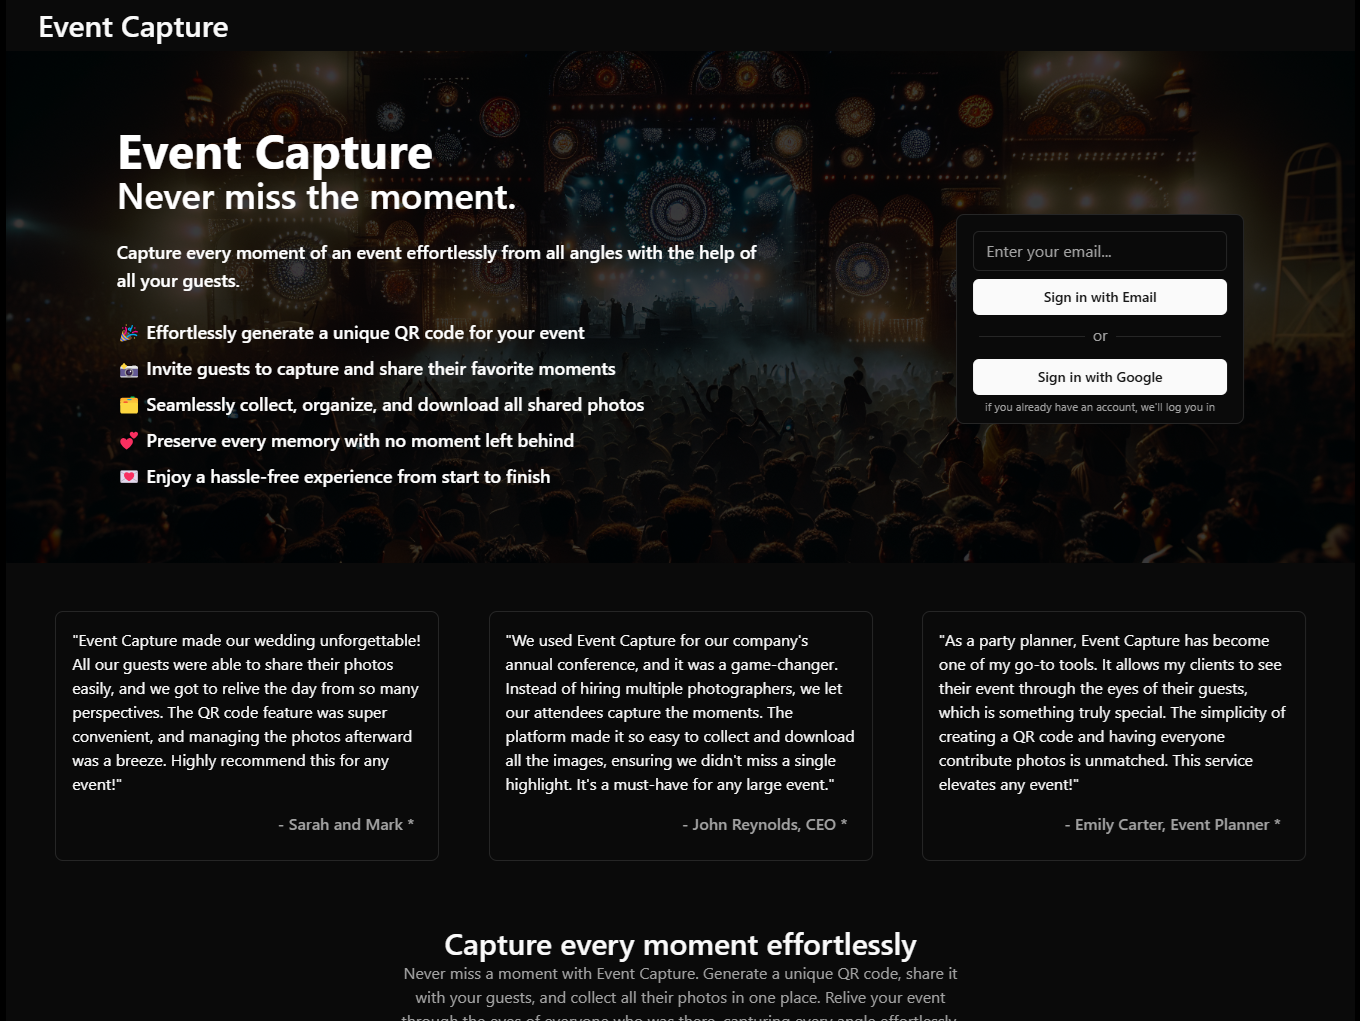 Event Capture
Event Capture
Never miss the moment.
Capture every moment of an event effortlessly from all angles with the help of
all your guests.
🎉 Effortlessly generate a unique QR code for your event
📸 Invite guests to capture and share their favorite moments
🗂️ Seamlessly collect, organize, and download all shared photos
💕 Preserve every memory with no moment left behind
💌 Enjoy a hassle-free experience from start to finish
Enter your email...
Sign in with Email
or
Sign in with Google
if you already have an account, we'll log you in
"Event Capture made our wedding unforgettable!
All our guests were able to share their photos
easily, and we got to relive the day from so many
perspectives. The QR code feature was super
convenient, and managing the photos afterward
was a breeze. Highly recommend this for any
event!"
- Sarah and Mark *
"We used Event Capture for our company's
annual conference, and it was a game-changer.
Instead of hiring multiple photographers, we let
our attendees capture the moments. The
platform made it so easy to collect and download
all the images, ensuring we didn't miss a single
highlight. It's a must-have for any large event."
- John Reynolds, CEO *
"As a party planner, Event Capture has become
one of my go-to tools. It allows my clients to see
their event through the eyes of their guests,
which is something truly special. The simplicity of
creating a QR code and having everyone
contribute photos is unmatched. This service
elevates any event!"
- Emily Carter, Event Planner *
Capture every moment effortlessly
Never miss a moment with Event Capture. Generate a unique QR code, share it
with your guests, and collect all their photos in one place. Relive your event
through the eyes of everyone who was there, capturing every angle effortlessly